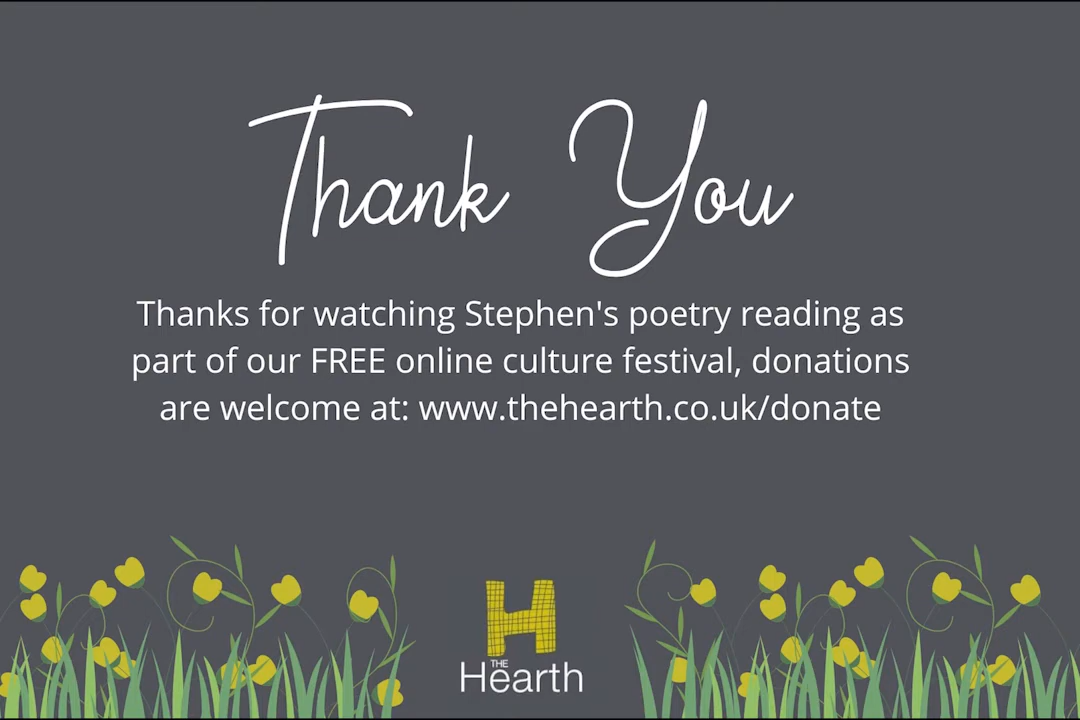 Thank You
Thanks for watching Stephen's poetry reading as
part of our FREE online culture festival, donations
are welcome at: www.thehearth.co.uk/donate
H
THE
Hearth